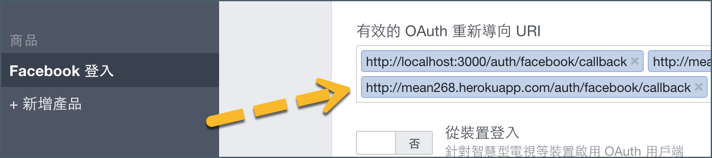 商品
Facebook 登入
+ 新增產品
有效的 OAuth 重新導向 URI
http://localhost:3000/auth/facebook/callback × http://mea
http://mean268.herokuapp.com/auth/facebook/callback ×
否
從裝置登入
針對智慧型電視等裝置啟用 OAuth 用戶端